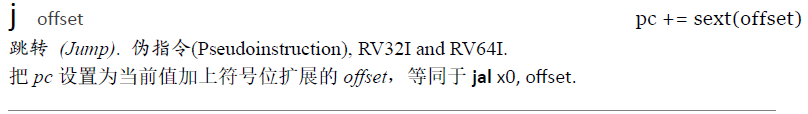 j offset pc += sext(offset)
跳转 (Jump). 伪指令(Pseudoinstruction), RV32I and RV64I.
把 pc 设置为当前值加上符号位扩展的 offset，等同于 jal x0, offset.